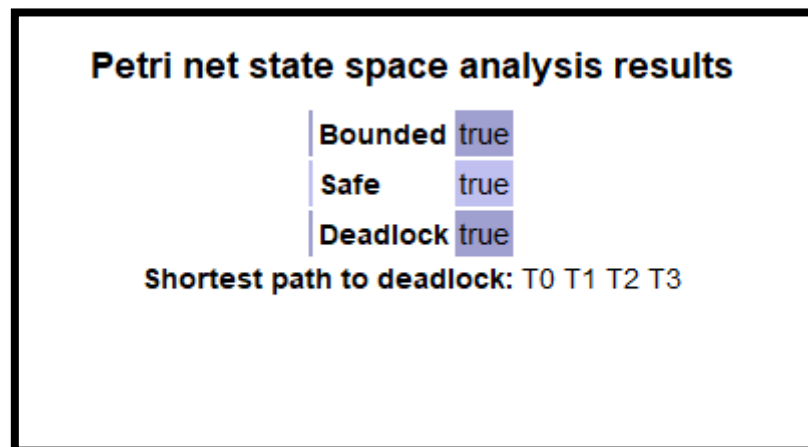 Petri net state space analysis results
Bounded true
Safe true
Deadlock true
Shortest path to deadlock: T0 T1 T2 T3